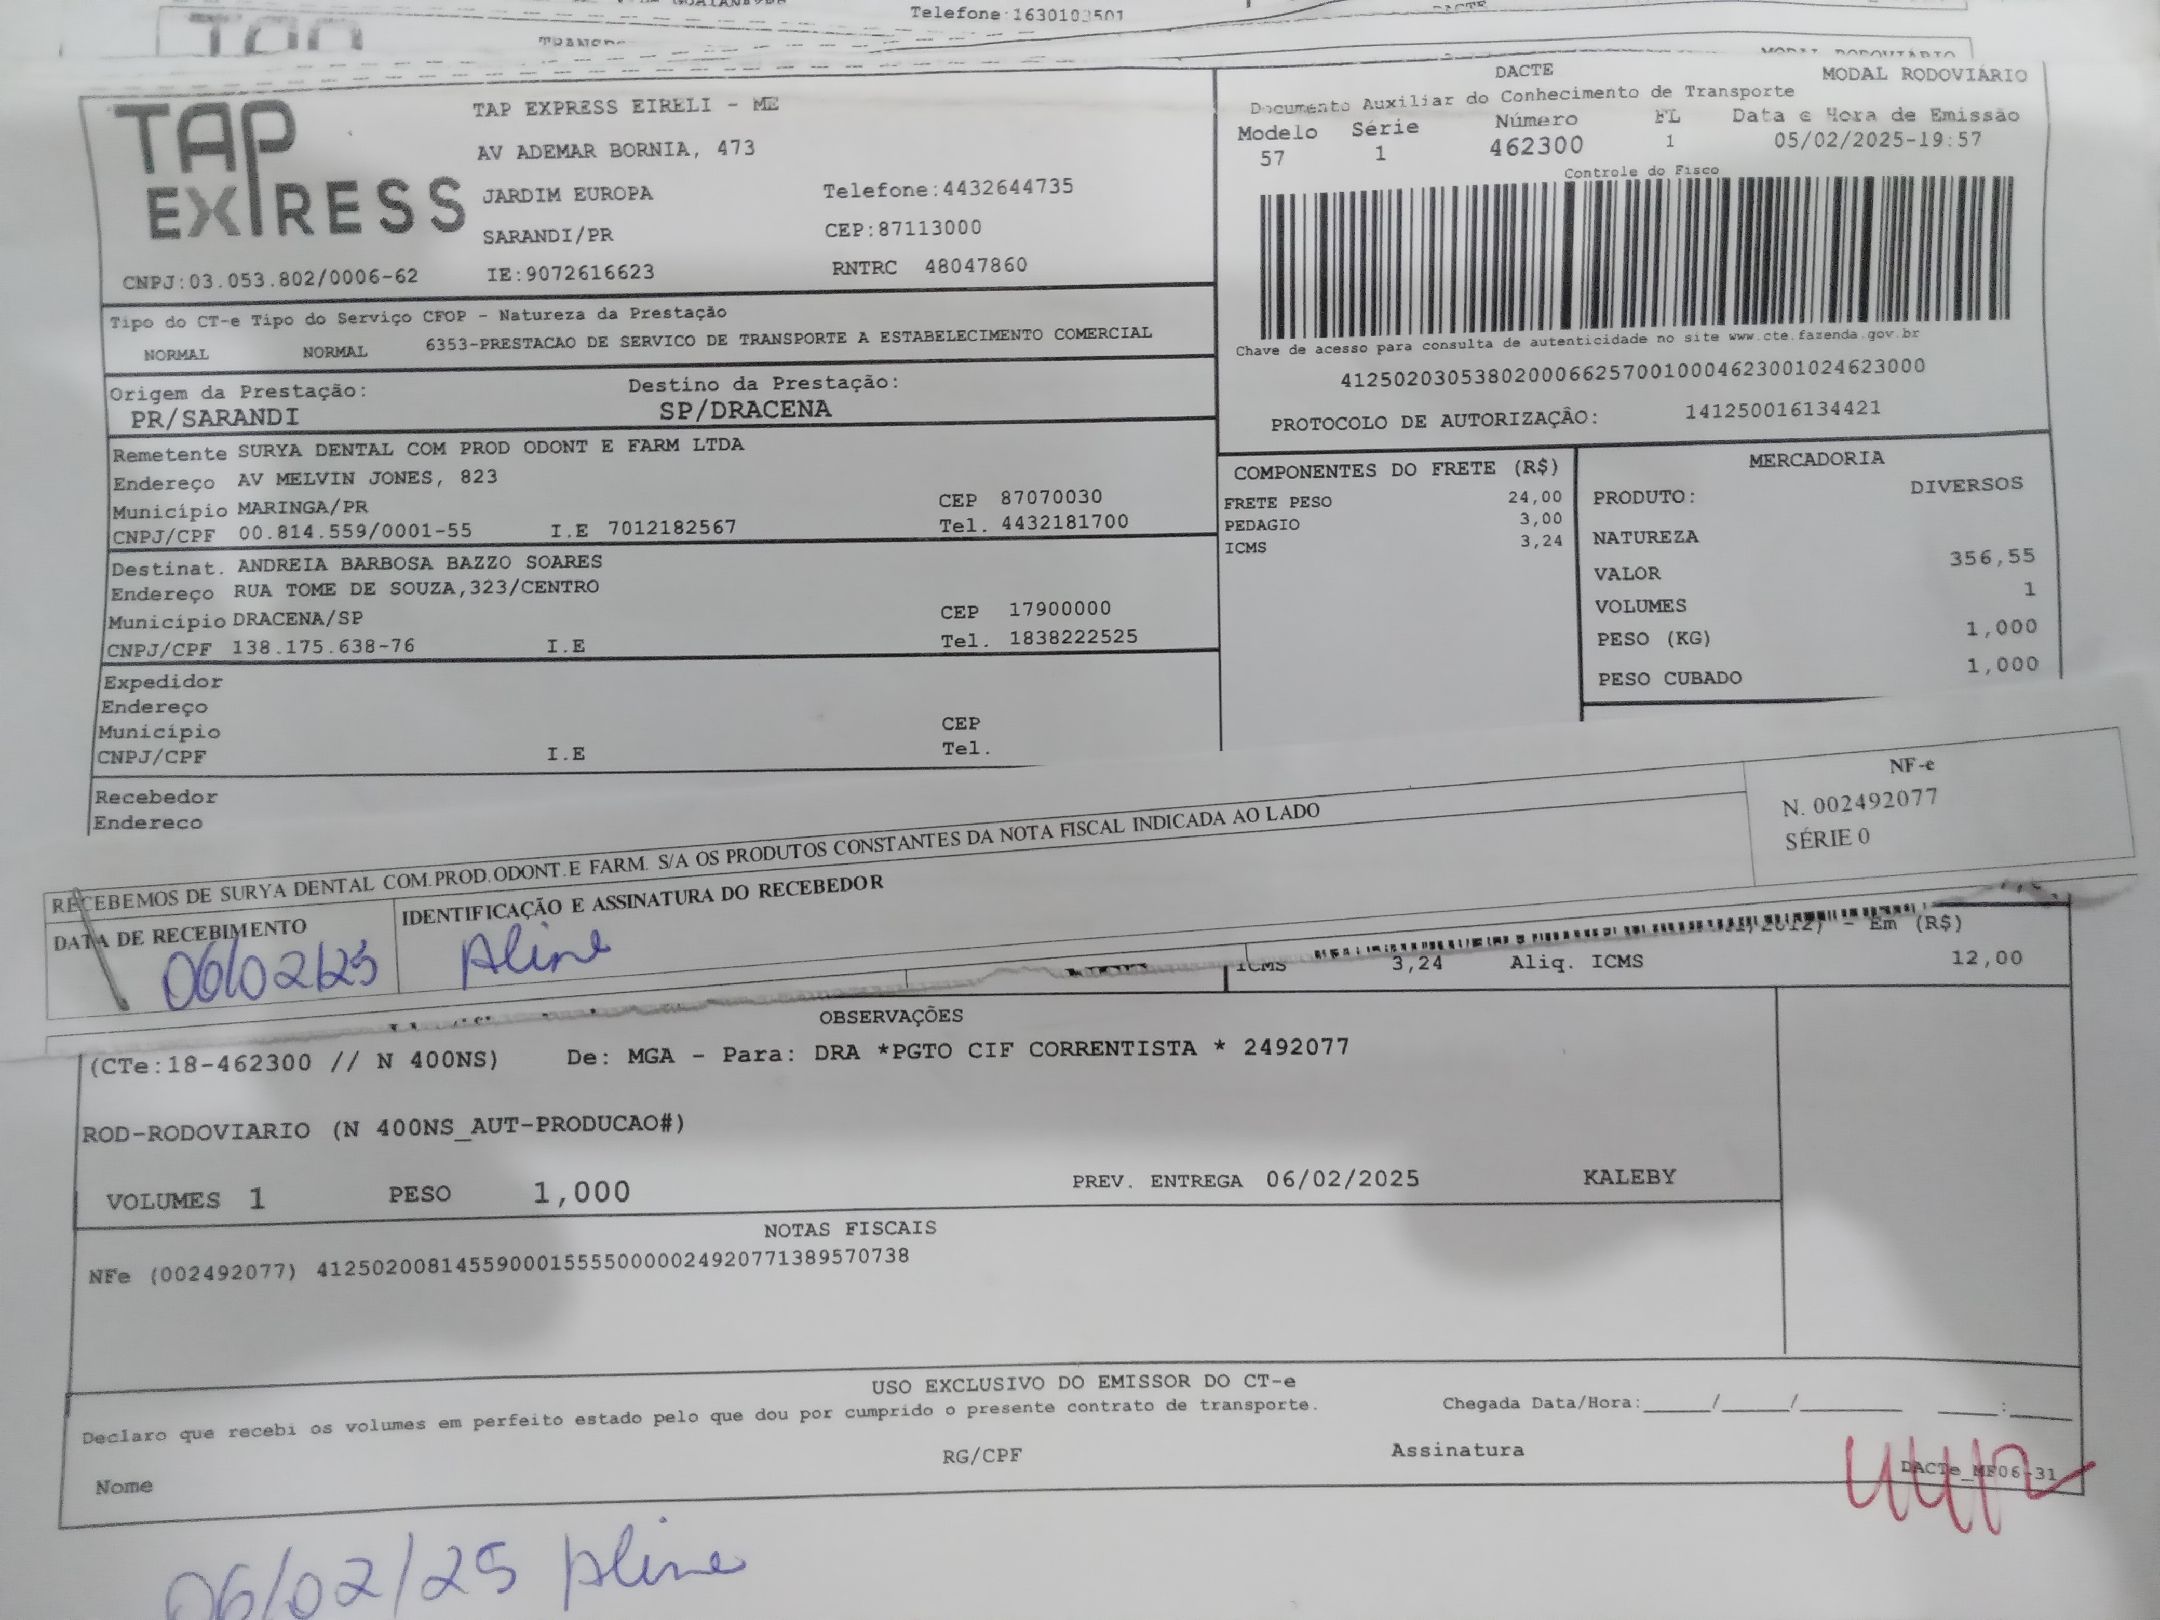 Telefone:1630103501
DACTE
MODAL RODOVIÁRIO
TAP EXPRESS
TAP EXPRESS EIRELI - ME
AV ADEMAR BORNIA, 473
JARDIM EUROPA
Telefone:4432644735
SARANDI/PR
CEP:87113000
CNPJ:03.053.802/0006-62
IE:9072616623
RNTRC 48047860
DACTE
MODAL RODOVIÁRIO
Documento Auxiliar do Conhecimento de Transporte
Modelo Série Número FL Data e Hora de Emissão
57 1 462300 1 05/02/2025-19:57
Controle do Fisco
Chave de acesso para consulta de autenticidade no site www.cte.fazenda.gov.br
41250203053802000662570010004623001024623000
PROTOCOLO DE AUTORIZAÇÃO: 141250016134421
Tipo do CT-e Tipo do Serviço CFOP - Natureza da Prestação
NORMAL NORMAL 6353-PRESTACAO DE SERVICO DE TRANSPORTE A ESTABELECIMENTO COMERCIAL
Origem da Prestação: Destino da Prestação:
PR/SARANDI SP/DRACENA
Remetente SURYA DENTAL COM PROD ODONT E FARM LTDA
Endereço AV MELVIN JONES, 823
Município MARINGA/PR CEP 87070030
CNPJ/CPF 00.814.559/0001-55 I.E 7012182567 Tel. 4432181700
Destinat. ANDREIA BARBOSA BAZZO SOARES
Endereço RUA TOME DE SOUZA,323/CENTRO
Município DRACENA/SP CEP 17900000
CNPJ/CPF 138.175.638-76 I.E Tel. 1838222525
Expedidor
Endereço
Município CEP
CNPJ/CPF I.E Tel.
Recebedor
Endereco
COMPONENTES DO FRETE (R$)
FRETE PESO 24,00
PEDAGIO 3,00
ICMS 3,24
MERCADORIA
PRODUTO: DIVERSOS
NATUREZA
VALOR 356,55
VOLUMES 1
PESO (KG) 1,000
PESO CUBADO 1,000
RECEBEMOS DE SURYA DENTAL COM.PROD.ODONT.E FARM. S/A OS PRODUTOS CONSTANTES DA NOTA FISCAL INDICADA AO LADO
NF-e
N. 002492077
SÉRIE 0
DATA DE RECEBIMENTO
06/02/25
IDENTIFICAÇÃO E ASSINATURA DO RECEBEDOR
Aline
2012) - Em (R$)
ICMS 3,24 Aliq. ICMS 12,00
OBSERVAÇÕES
(CTe:18-462300 // N 400NS) De: MGA - Para: DRA *PGTO CIF CORRENTISTA * 2492077
ROD-RODOVIARIO (N 400NS_AUT-PRODUCAO#)
VOLUMES 1 PESO 1,000 PREV. ENTREGA 06/02/2025 KALEBY
NOTAS FISCAIS
NFe (002492077) 41250200814559000155550000024920771389570738
USO EXCLUSIVO DO EMISSOR DO CT-e
Declaro que recebi os volumes em perfeito estado pelo que dou por cumprido o presente contrato de transporte.
Chegada Data/Hora:_____/_____/________ ____:_____
Nome RG/CPF Assinatura
DACTe_MF06-31
06/02/25 Aline